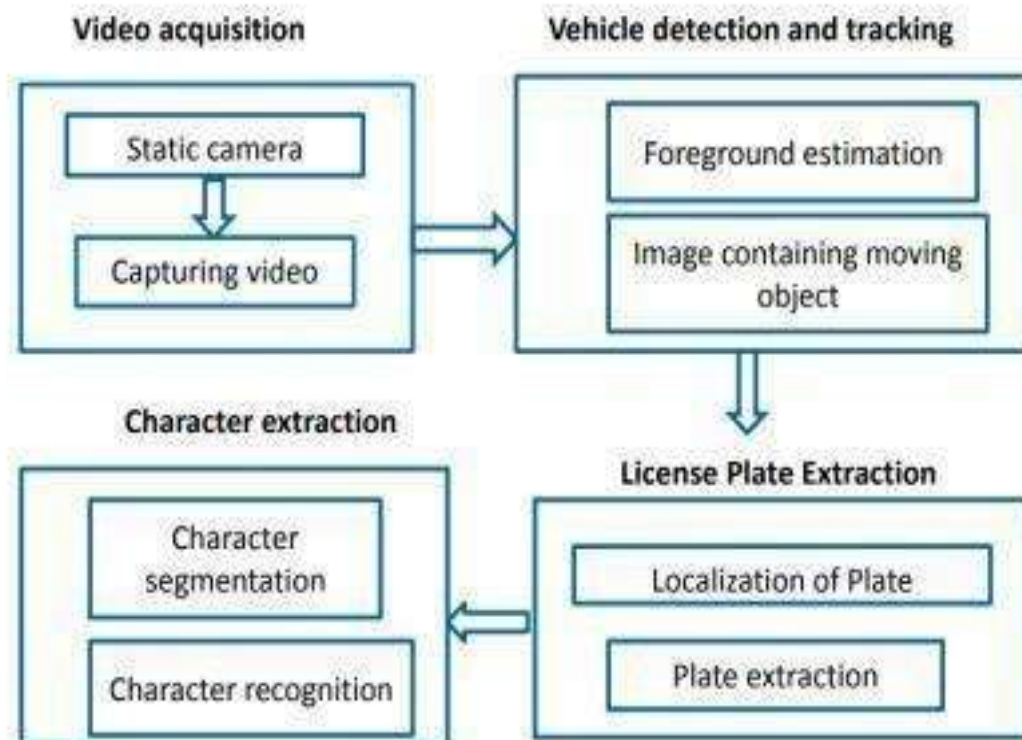 Video acquisition
Static camera
Capturing video
Vehicle detection and tracking
Foreground estimation
Image containing moving
object
License Plate Extraction
Localization of Plate
Plate extraction
Character extraction
Character
segmentation
Character recognition